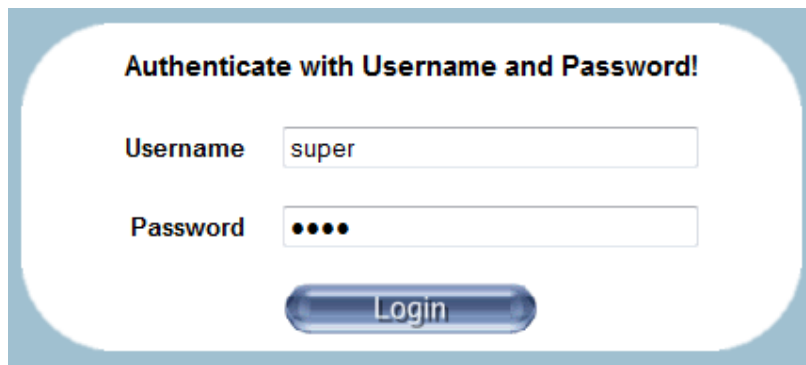 Authenticate with Username and Password!
Username super
Password ••••
Login